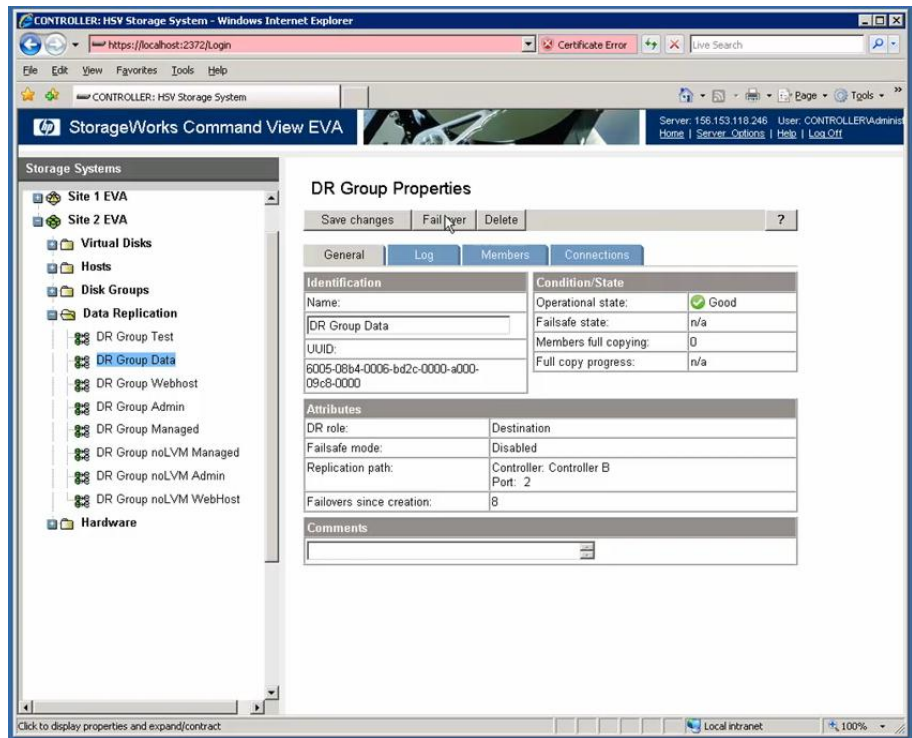 CONTROLLER: HSV Storage System - Windows Internet Explorer
https://localhost:2372/Login
Certificate Error
Live Search
File Edit View Favorites Tools Help
CONTROLLER: HSV Storage System
Page Tools
StorageWorks Command View EVA
Server: 156.153.118.246 User: CONTROLLER\Administ
Home | Server Options | Help | Log Off
Storage Systems
Site 1 EVA
Site 2 EVA
Virtual Disks
Hosts
Disk Groups
Data Replication
DR Group Test
DR Group Data
DR Group Webhost
DR Group Admin
DR Group Managed
DR Group noLVM Managed
DR Group noLVM Admin
DR Group noLVM WebHost
Hardware
DR Group Properties
Save changes Failover Delete ?
General Log Members Connections
Identification
Name:
DR Group Data
UUID:
6005-08b4-0006-bd2c-0000-a000-
09c8-0000
Condition/State
Operational state: Good
Failsafe state: n/a
Members full copying: 0
Full copy progress: n/a
Attributes
DR role: Destination
Failsafe mode: Disabled
Replication path: Controller: Controller B
Port: 2
Failovers since creation: 8
Comments
Click to display properties and expand/contract
Local intranet
100%